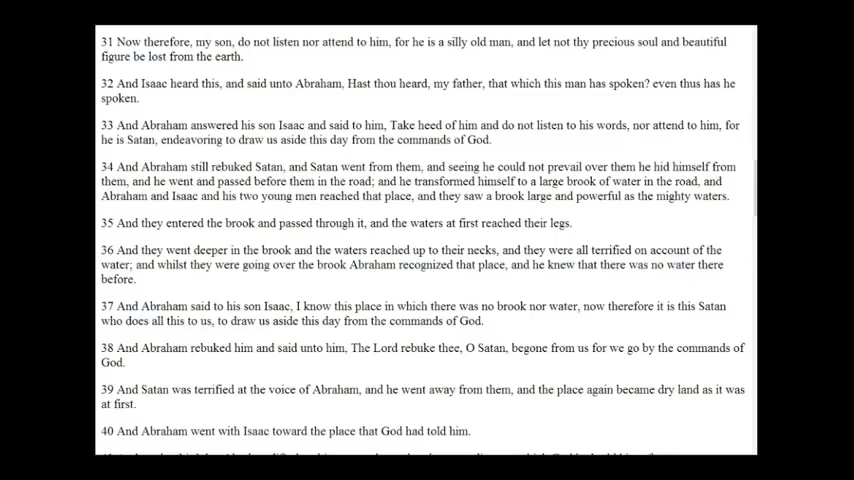 31 Now therefore, my son, do not listen nor attend to him, for he is a silly old man, and let not thy precious soul and beautiful
figure be lost from the earth.
32 And Isaac heard this, and said unto Abraham, Hast thou heard, my father, that which this man has spoken? even thus has he
spoken.
33 And Abraham answered his son Isaac and said to him, Take heed of him and do not listen to his words, nor attend to him, for
he is Satan, endeavoring to draw us aside this day from the commands of God.
34 And Abraham still rebuked Satan, and Satan went from them, and seeing he could not prevail over them he hid himself from
them, and he went and passed before them in the road; and he transformed himself to a large brook of water in the road, and
Abraham and Isaac and his two young men reached that place, and they saw a brook large and powerful as the mighty waters.
35 And they entered the brook and passed through it, and the waters at first reached their legs.
36 And they went deeper in the brook and the waters reached up to their necks, and they were all terrified on account of the
water; and whilst they were going over the brook Abraham recognized that place, and he knew that there was no water there
before.
37 And Abraham said to his son Isaac, I know this place in which there was no brook nor water, now therefore it is this Satan
who does all this to us, to draw us aside this day from the commands of God.
38 And Abraham rebuked him and said unto him, The Lord rebuke thee, O Satan, begone from us for we go by the commands of
God.
39 And Satan was terrified at the voice of Abraham, and he went away from them, and the place again became dry land as it was
at first.
40 And Abraham went with Isaac toward the place that God had told him.